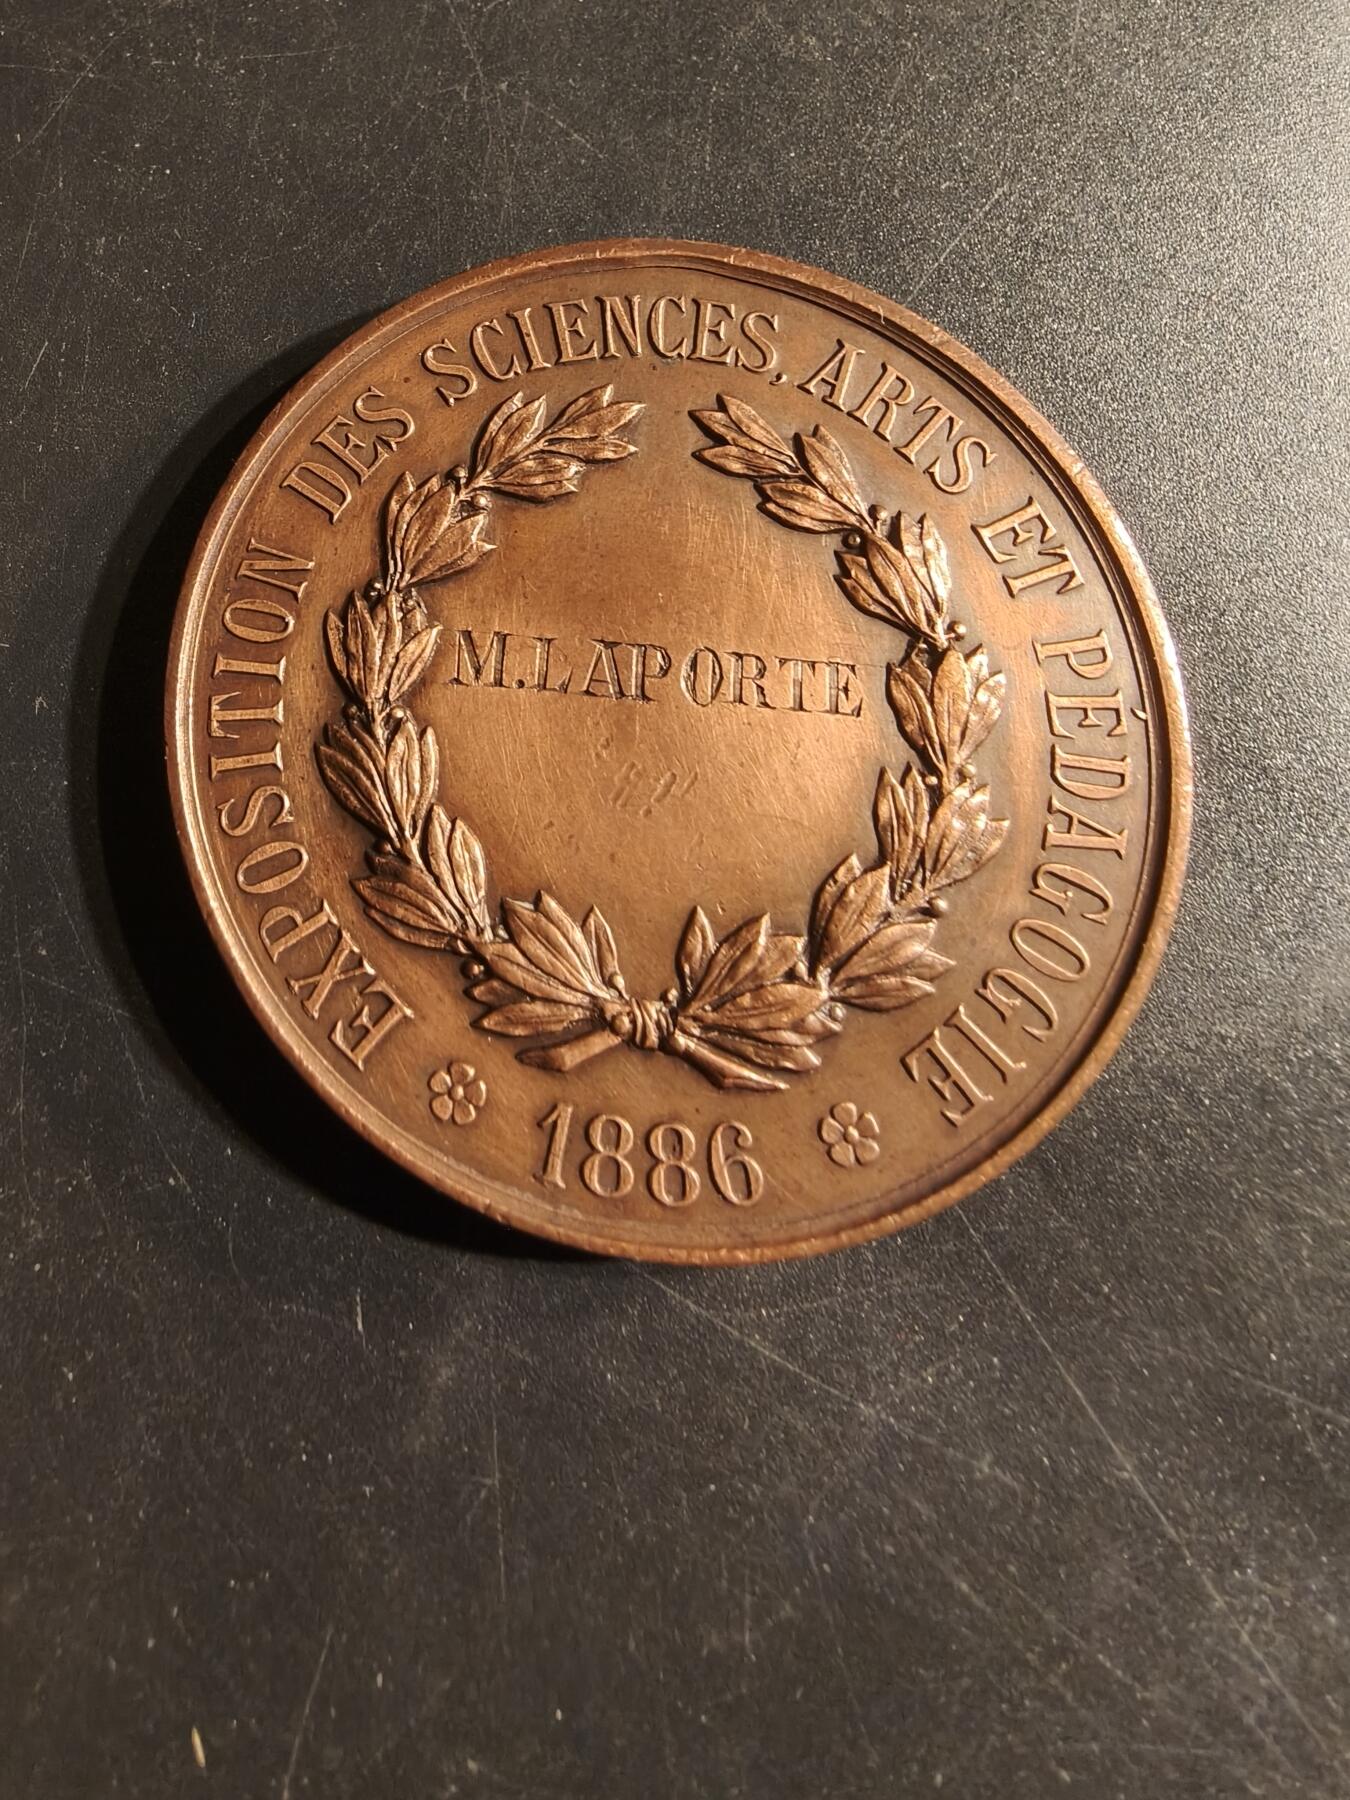 EXPOSITION DES SCIENCES, ARTS ET PÉDAGOGIE
M. LAPORTE
1886